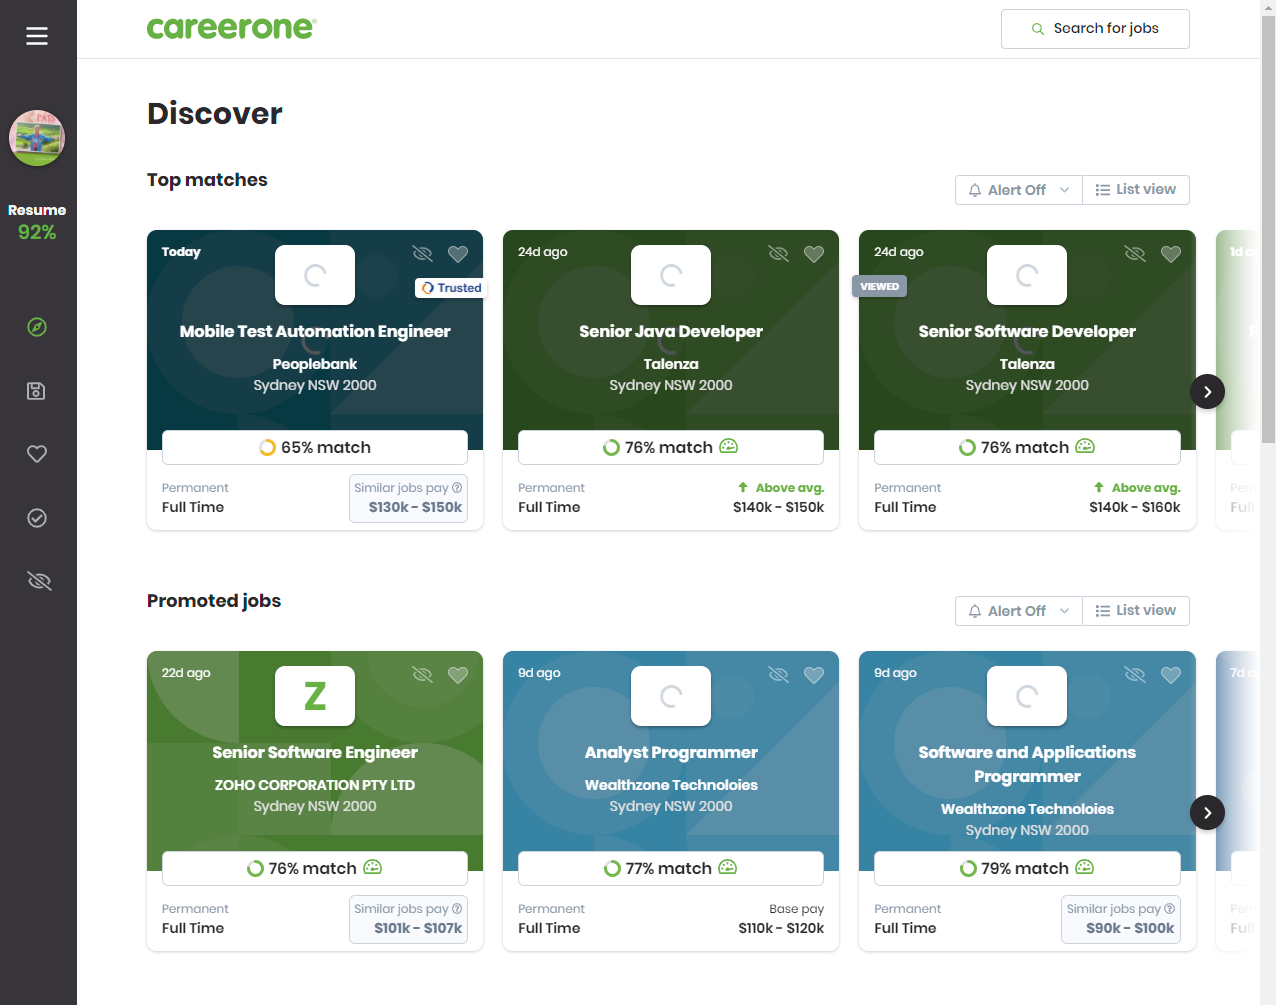 careerone
Search for jobs
Resume
92%
Discover
Top matches
Alert Off
List view
Today
Trusted
Mobile Test Automation Engineer
Peoplebank
Sydney NSW 2000
65% match
Permanent
Full Time
Similar jobs pay
$130k - $150k
24d ago
Senior Java Developer
Talenza
Sydney NSW 2000
76% match
Permanent
Full Time
Above avg.
$140k - $150k
24d ago
VIEWED
Senior Software Developer
Talenza
Sydney NSW 2000
76% match
Permanent
Full Time
Above avg.
$140k - $160k
Promoted jobs
Alert Off
List view
22d ago
Z
Senior Software Engineer
ZOHO CORPORATION PTY LTD
Sydney NSW 2000
76% match
Permanent
Full Time
Similar jobs pay
$101k - $107k
9d ago
Analyst Programmer
Wealthzone Technoloies
Sydney NSW 2000
77% match
Permanent
Full Time
Base pay
$110k - $120k
9d ago
Software and Applications
Programmer
Wealthzone Technoloies
Sydney NSW 2000
79% match
Permanent
Full Time
Similar jobs pay
$90k - $100k